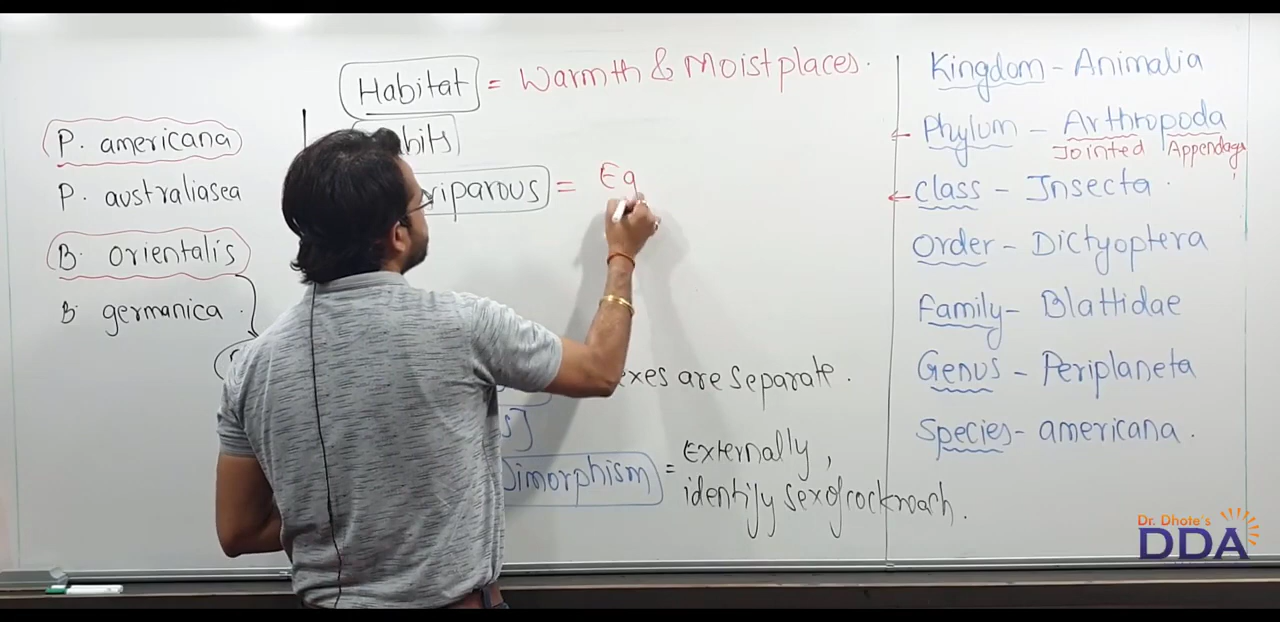 P. americana
P. australiasea
B. orientalis
B. germanica.
Habitat = Warmth & Moist places.
iparous = Eg
exes are separate.
s]
Dimorphism = Externally,
identify sex of cockroach.
Kingdom - Animalia
Phylum - Arthropoda
Jointed Appendage
Class - Insecta.
Order - Dictyoptera
Family - Blattidae
Genus - Periplaneta
Species - americana.
Dr. Dhote's
DDA